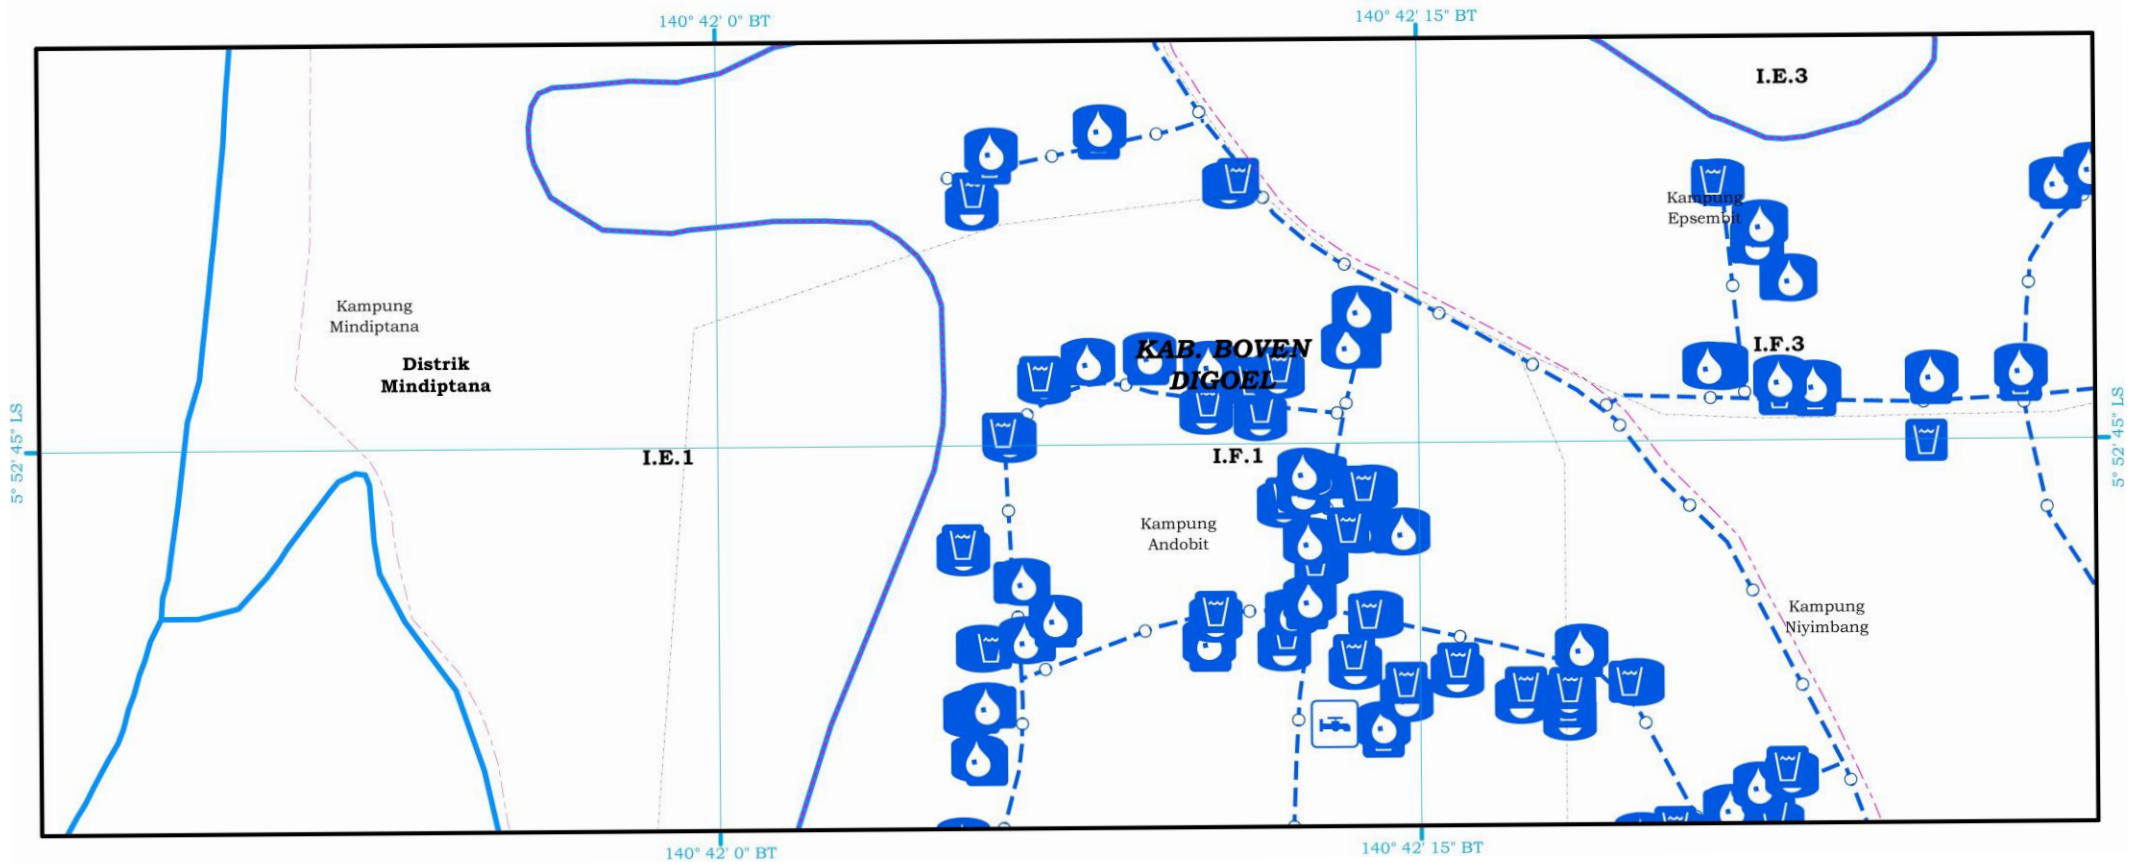 140° 42' 0" BT
140° 42' 15" BT
I.E.3
Kampung
Epsembit
Kampung
Mindiptana
Distrik
Mindiptana
KAB. BOVEN
DIGOEL
I.F.3
5° 52' 45" LS
5° 52' 45" LS
I.E.1
I.F.1
Kampung
Andobit
Kampung
Niyimbang
140° 42' 0" BT
140° 42' 15" BT